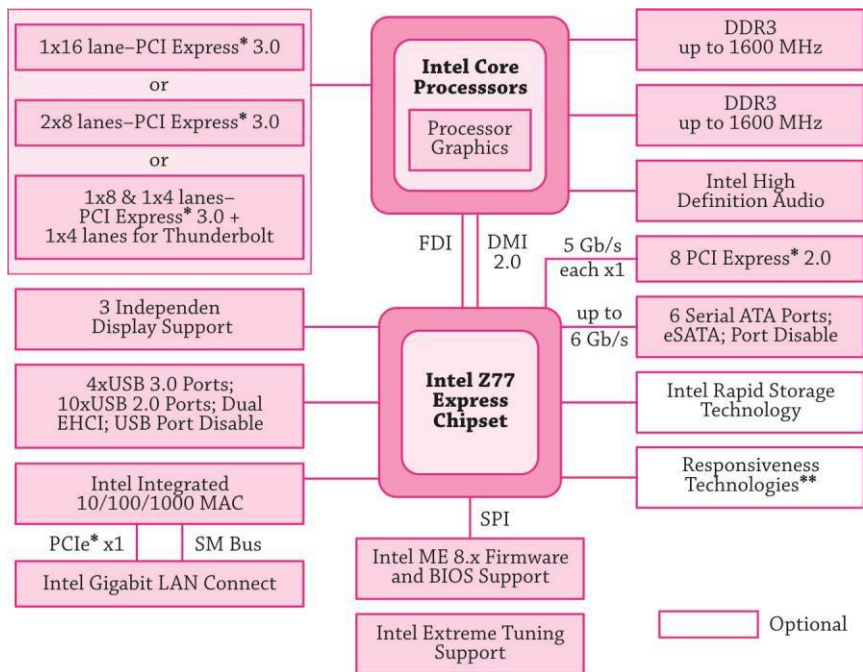 1x16 lane–PCI Express* 3.0
or
2x8 lanes–PCI Express* 3.0
or
1x8 & 1x4 lanes–
PCI Express* 3.0 +
1x4 lanes for Thunderbolt
Intel Core
Processsors
Processor
Graphics
DDR3
up to 1600 MHz
DDR3
up to 1600 MHz
Intel High
Definition Audio
FDI
DMI
2.0
5 Gb/s
each x1
8 PCI Express* 2.0
3 Independen
Display Support
up to
6 Gb/s
6 Serial ATA Ports;
eSATA; Port Disable
4xUSB 3.0 Ports;
10xUSB 2.0 Ports; Dual
EHCI; USB Port Disable
Intel Z77
Express
Chipset
Intel Rapid Storage
Technology
Intel Integrated
10/100/1000 MAC
Responsiveness
Technologies**
PCIe* x1
SM Bus
SPI
Intel Gigabit LAN Connect
Intel ME 8.x Firmware
and BIOS Support
Intel Extreme Tuning
Support
Optional